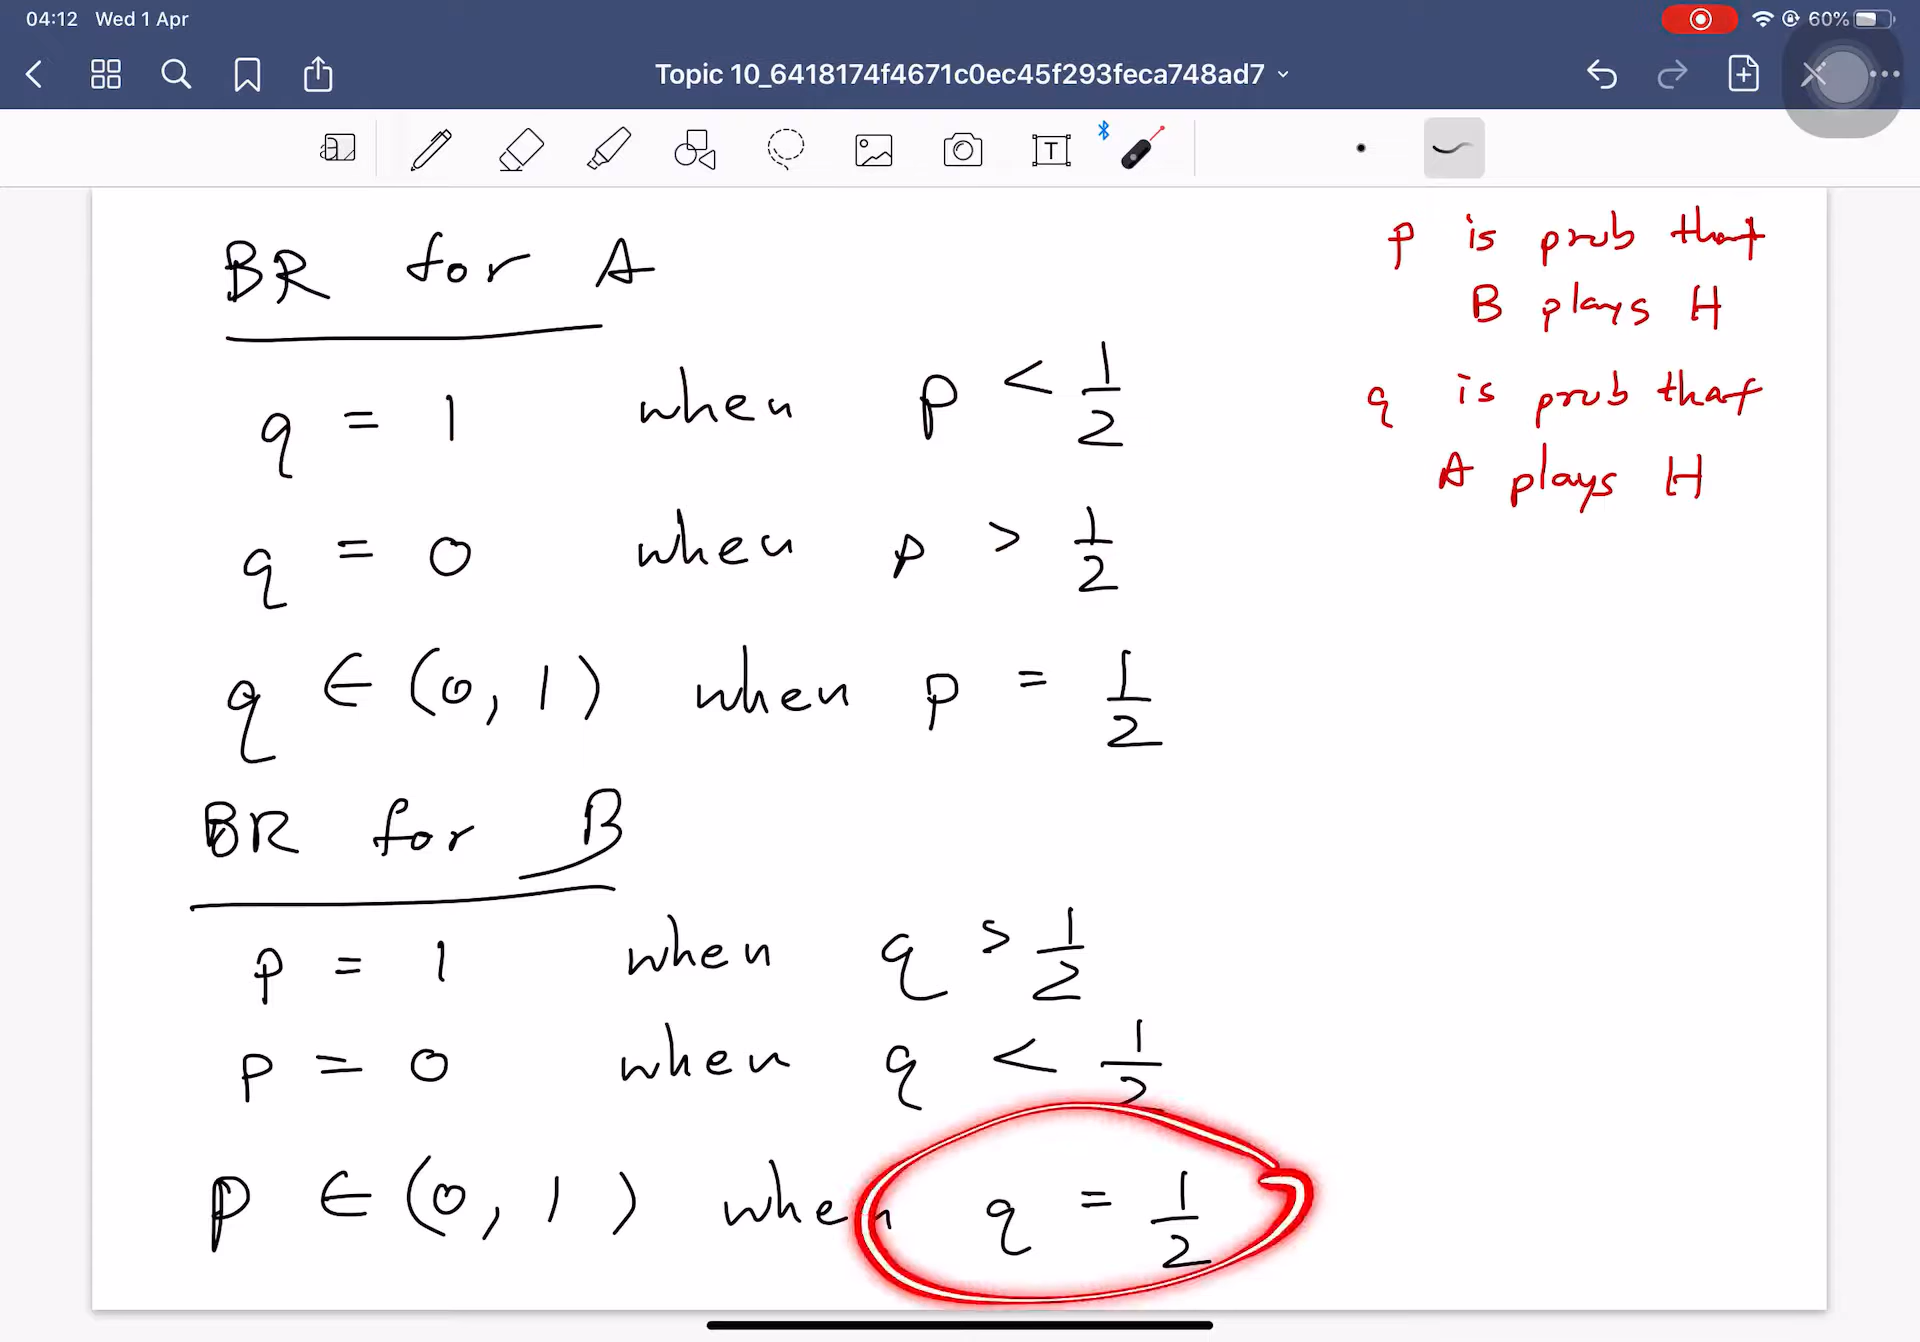 04:12 Wed 1 Apr
60%
Topic 10_6418174f4671c0ec45f293feca748ad7
T
BR for A
q = 1 when p < 1/2
q = 0 when p > 1/2
q ∈ (0, 1) when p = 1/2
BR for B
p = 1 when q > 1/2
p = 0 when q < 1/2
p ∈ (0, 1) when q = 1/2
p is prob that
B plays H
q is prob that
A plays H